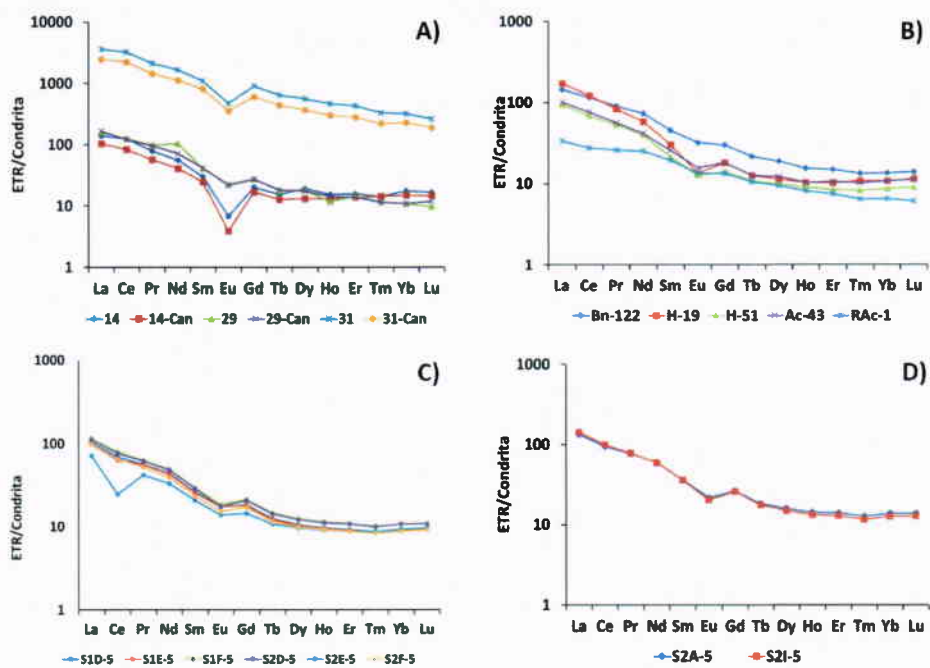 A)
ETR/Condrita
10000
1000
100
10
1
La Ce Pr Nd Sm Eu Gd Tb Dy Ho Er Tm Yb Lu
14 14-Can 29 29-Can 31 31-Can
B)
ETR/Condrita
1000
100
10
1
La Ce Pr Nd Sm Eu Gd Tb Dy Ho Er Tm Yb Lu
Bn-122 H-19 H-51 Ac-43 RAc-1
C)
ETR/Condrita
1000
100
10
1
La Ce Pr Nd Sm Eu Gd Tb Dy Ho Er Tm Yb Lu
S1D-5 S1E-5 S1F-5 S2D-5 S2E-5 S2F-5
D)
ETR/Condrita
1000
100
10
1
La Ce Pr Nd Sm Eu Gd Tb Dy Ho Er Tm Yb Lu
S2A-5 S2I-5